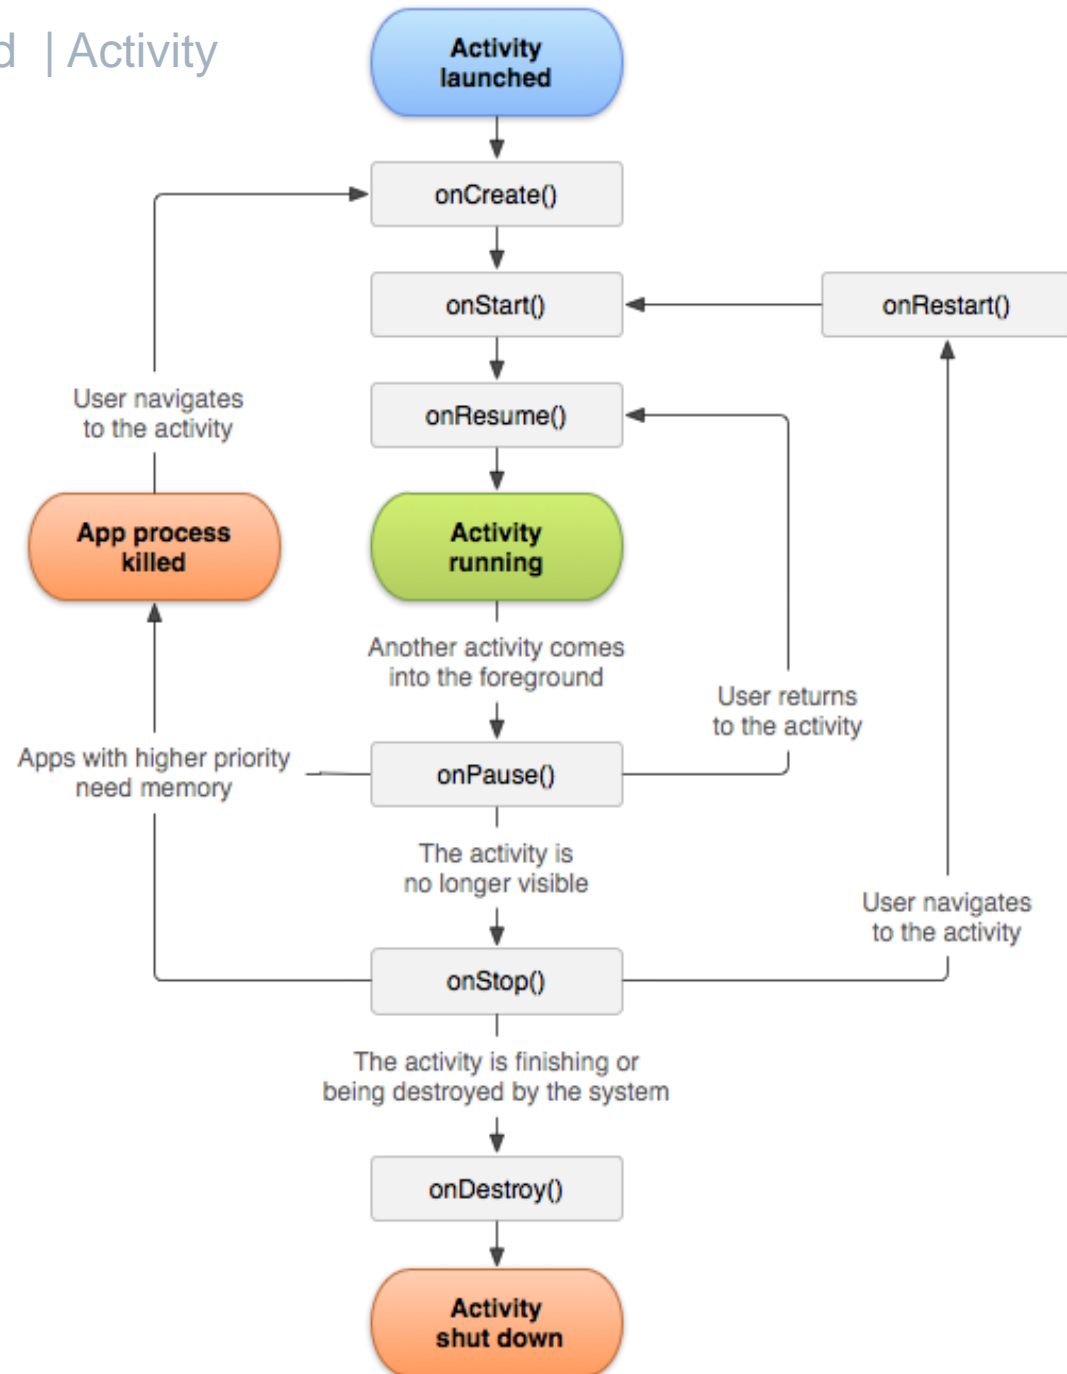 d | Activity
Activity
launched
onCreate()
onStart()
onRestart()
onResume()
User navigates
to the activity
App process
killed
Activity
running
Another activity comes
into the foreground
User returns
to the activity
Apps with higher priority
need memory
onPause()
The activity is
no longer visible
User navigates
to the activity
onStop()
The activity is finishing or
being destroyed by the system
onDestroy()
Activity
shut down